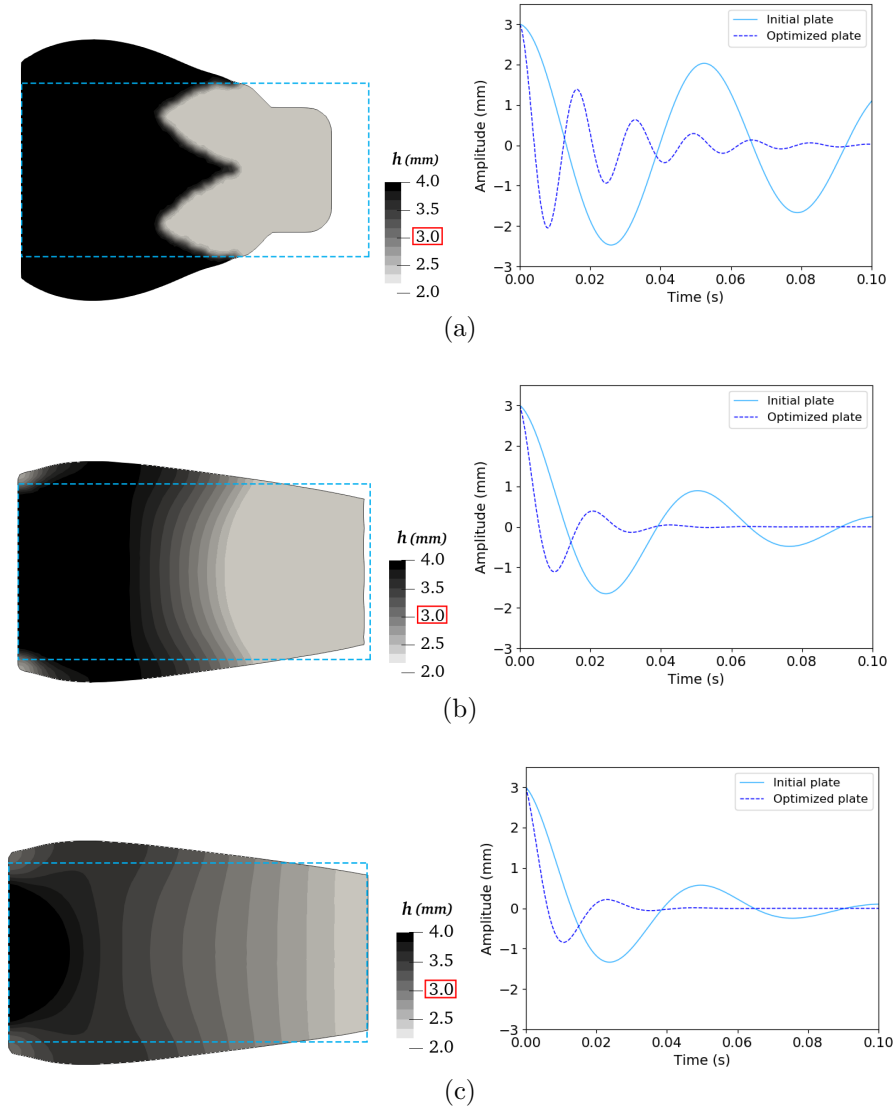 Initial plate
Optimized plate
h (mm)
4.0
3.5
3.0
2.5
2.0
Amplitude (mm)
3
2
1
0
−1
−2
−3
0.00 0.02 0.04 0.06 0.08 0.10
Time (s)
(a)
Initial plate
Optimized plate
h (mm)
4.0
3.5
3.0
2.5
2.0
Amplitude (mm)
3
2
1
0
−1
−2
−3
0.00 0.02 0.04 0.06 0.08 0.10
Time (s)
(b)
Initial plate
Optimized plate
h (mm)
4.0
3.5
3.0
2.5
2.0
Amplitude (mm)
3
2
1
0
−1
−2
−3
0.00 0.02 0.04 0.06 0.08 0.10
Time (s)
(c)